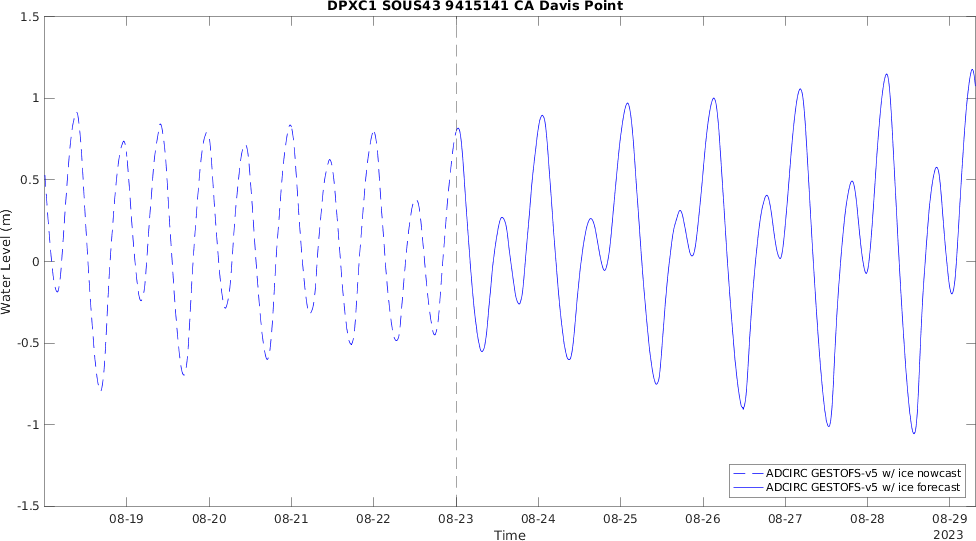 DPXC1 SOUS43 9415141 CA Davis Point
1.5
1
0.5
0
-0.5
-1
-1.5
Water Level (m)
ADCIRC GESTOFS-v5 w/ ice nowcast
ADCIRC GESTOFS-v5 w/ ice forecast
08-19 08-20 08-21 08-22 08-23 08-24 08-25 08-26 08-27 08-28 08-29
2023
Time